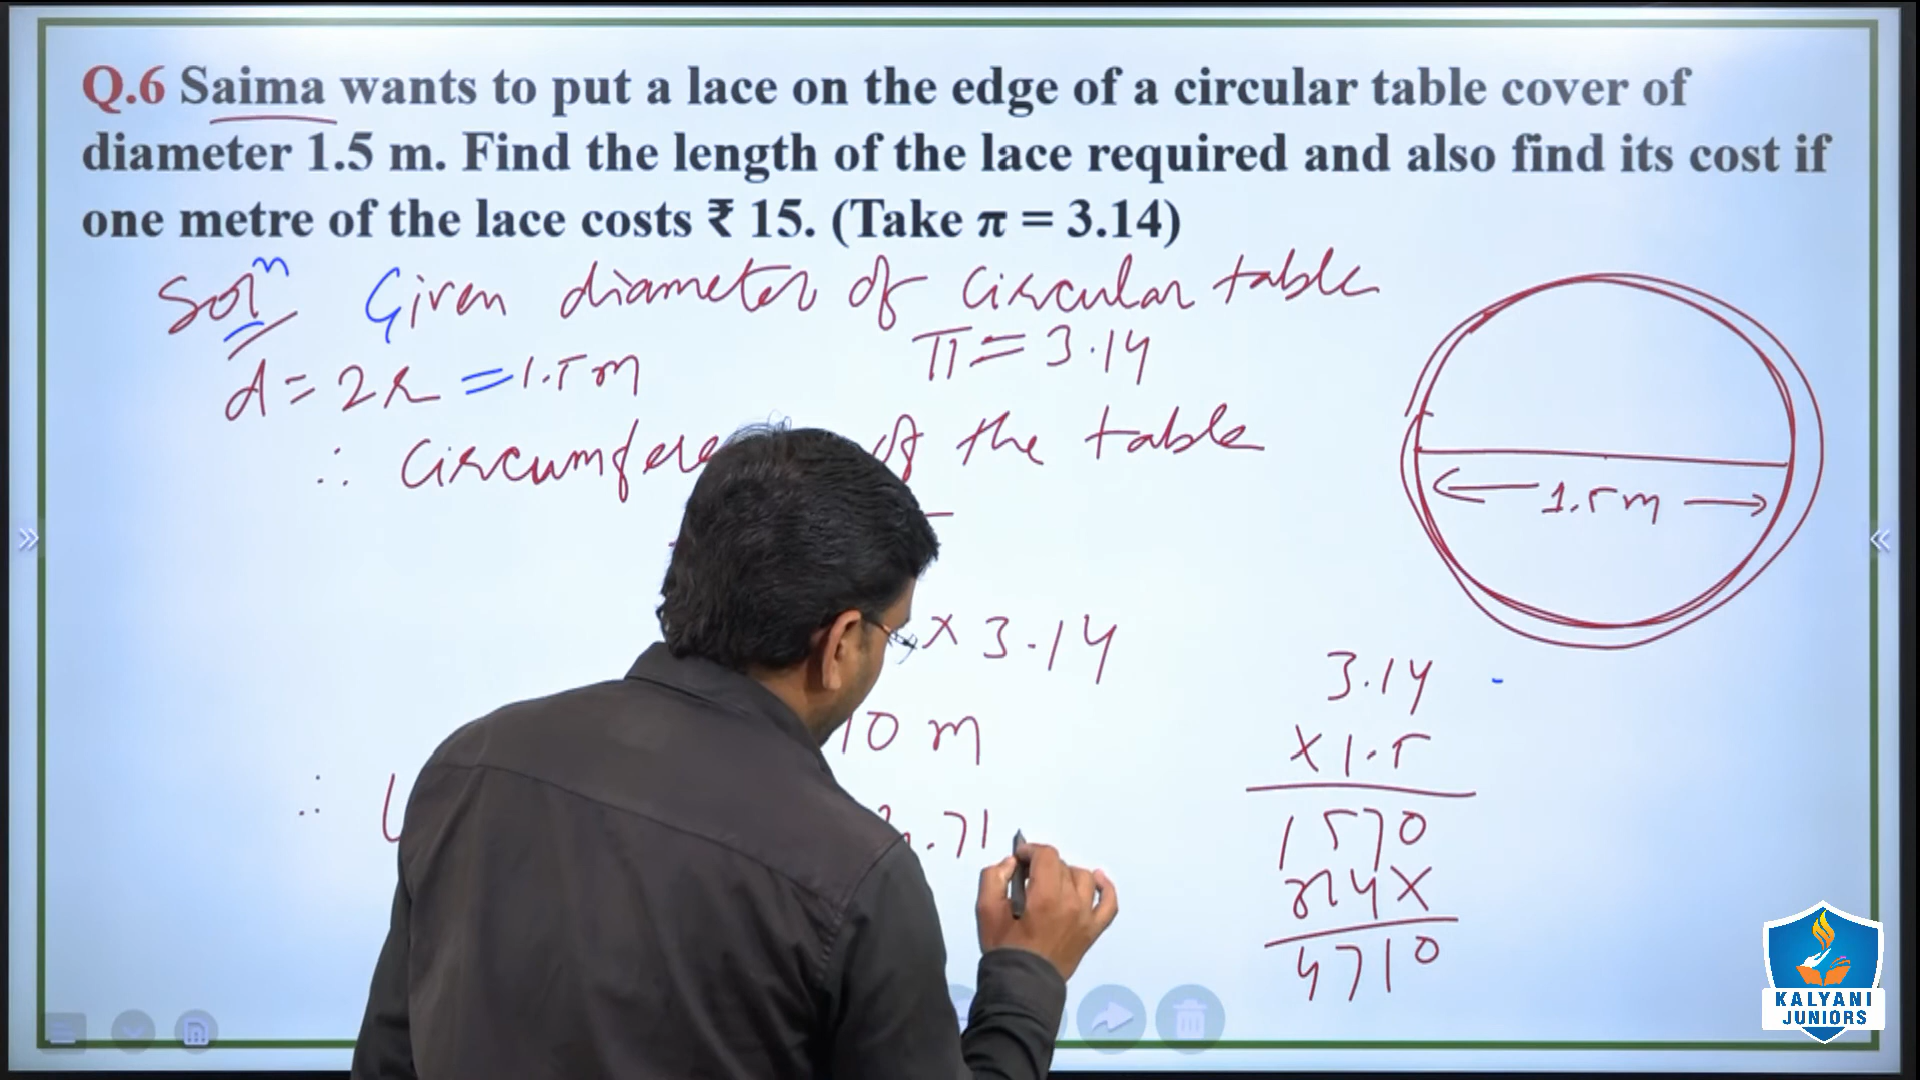 Q.6 Saima wants to put a lace on the edge of a circular table cover of
diameter 1.5 m. Find the length of the lace required and also find its cost if
one metre of the lace costs ₹ 15. (Take π = 3.14)
Solⁿ Given diameter of circular table
d = 2r = 1.5m π = 3.14
∴ Circumfere of the table
1.5m
× 3.14
10 m
∴ .71
3.14
×1.5
1570
314×
4710
KALYANI
JUNIORS